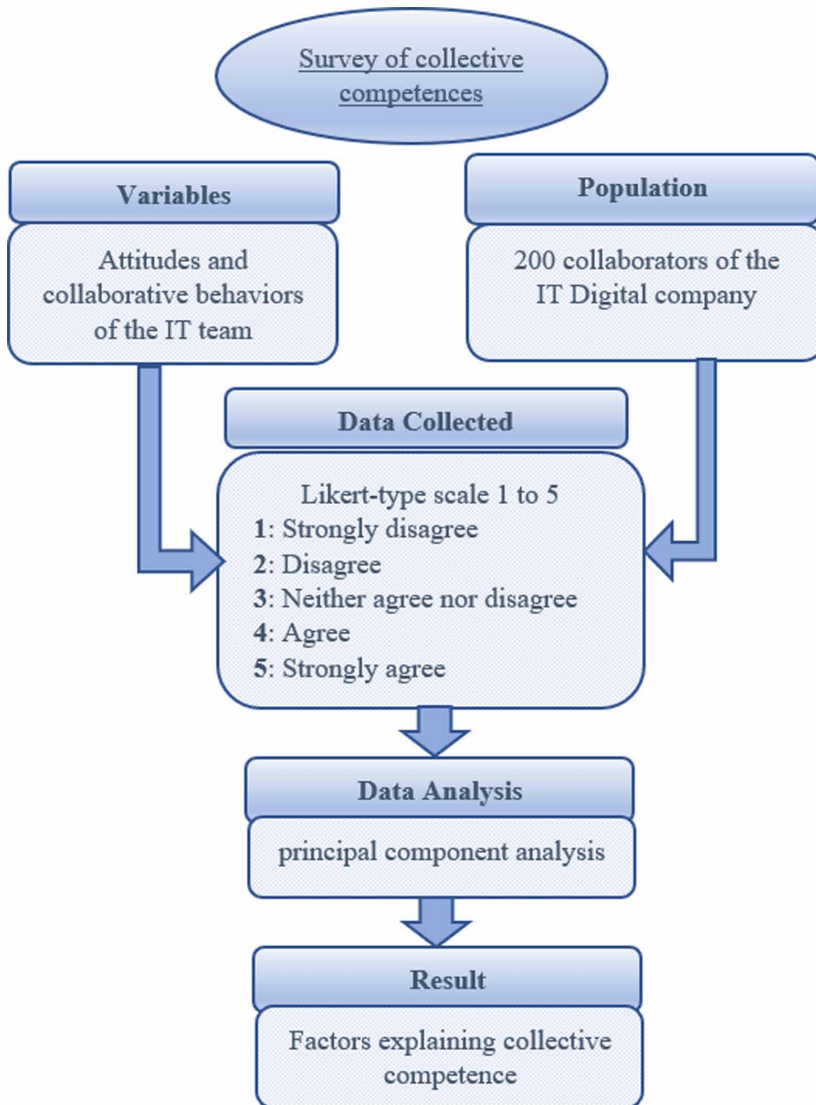 Survey of collective
competences
Variables
Attitudes and
collaborative behaviors
of the IT team
Population
200 collaborators of the
IT Digital company
Data Collected
Likert-type scale 1 to 5
1: Strongly disagree
2: Disagree
3: Neither agree nor disagree
4: Agree
5: Strongly agree
Data Analysis
principal component analysis
Result
Factors explaining collective
competence